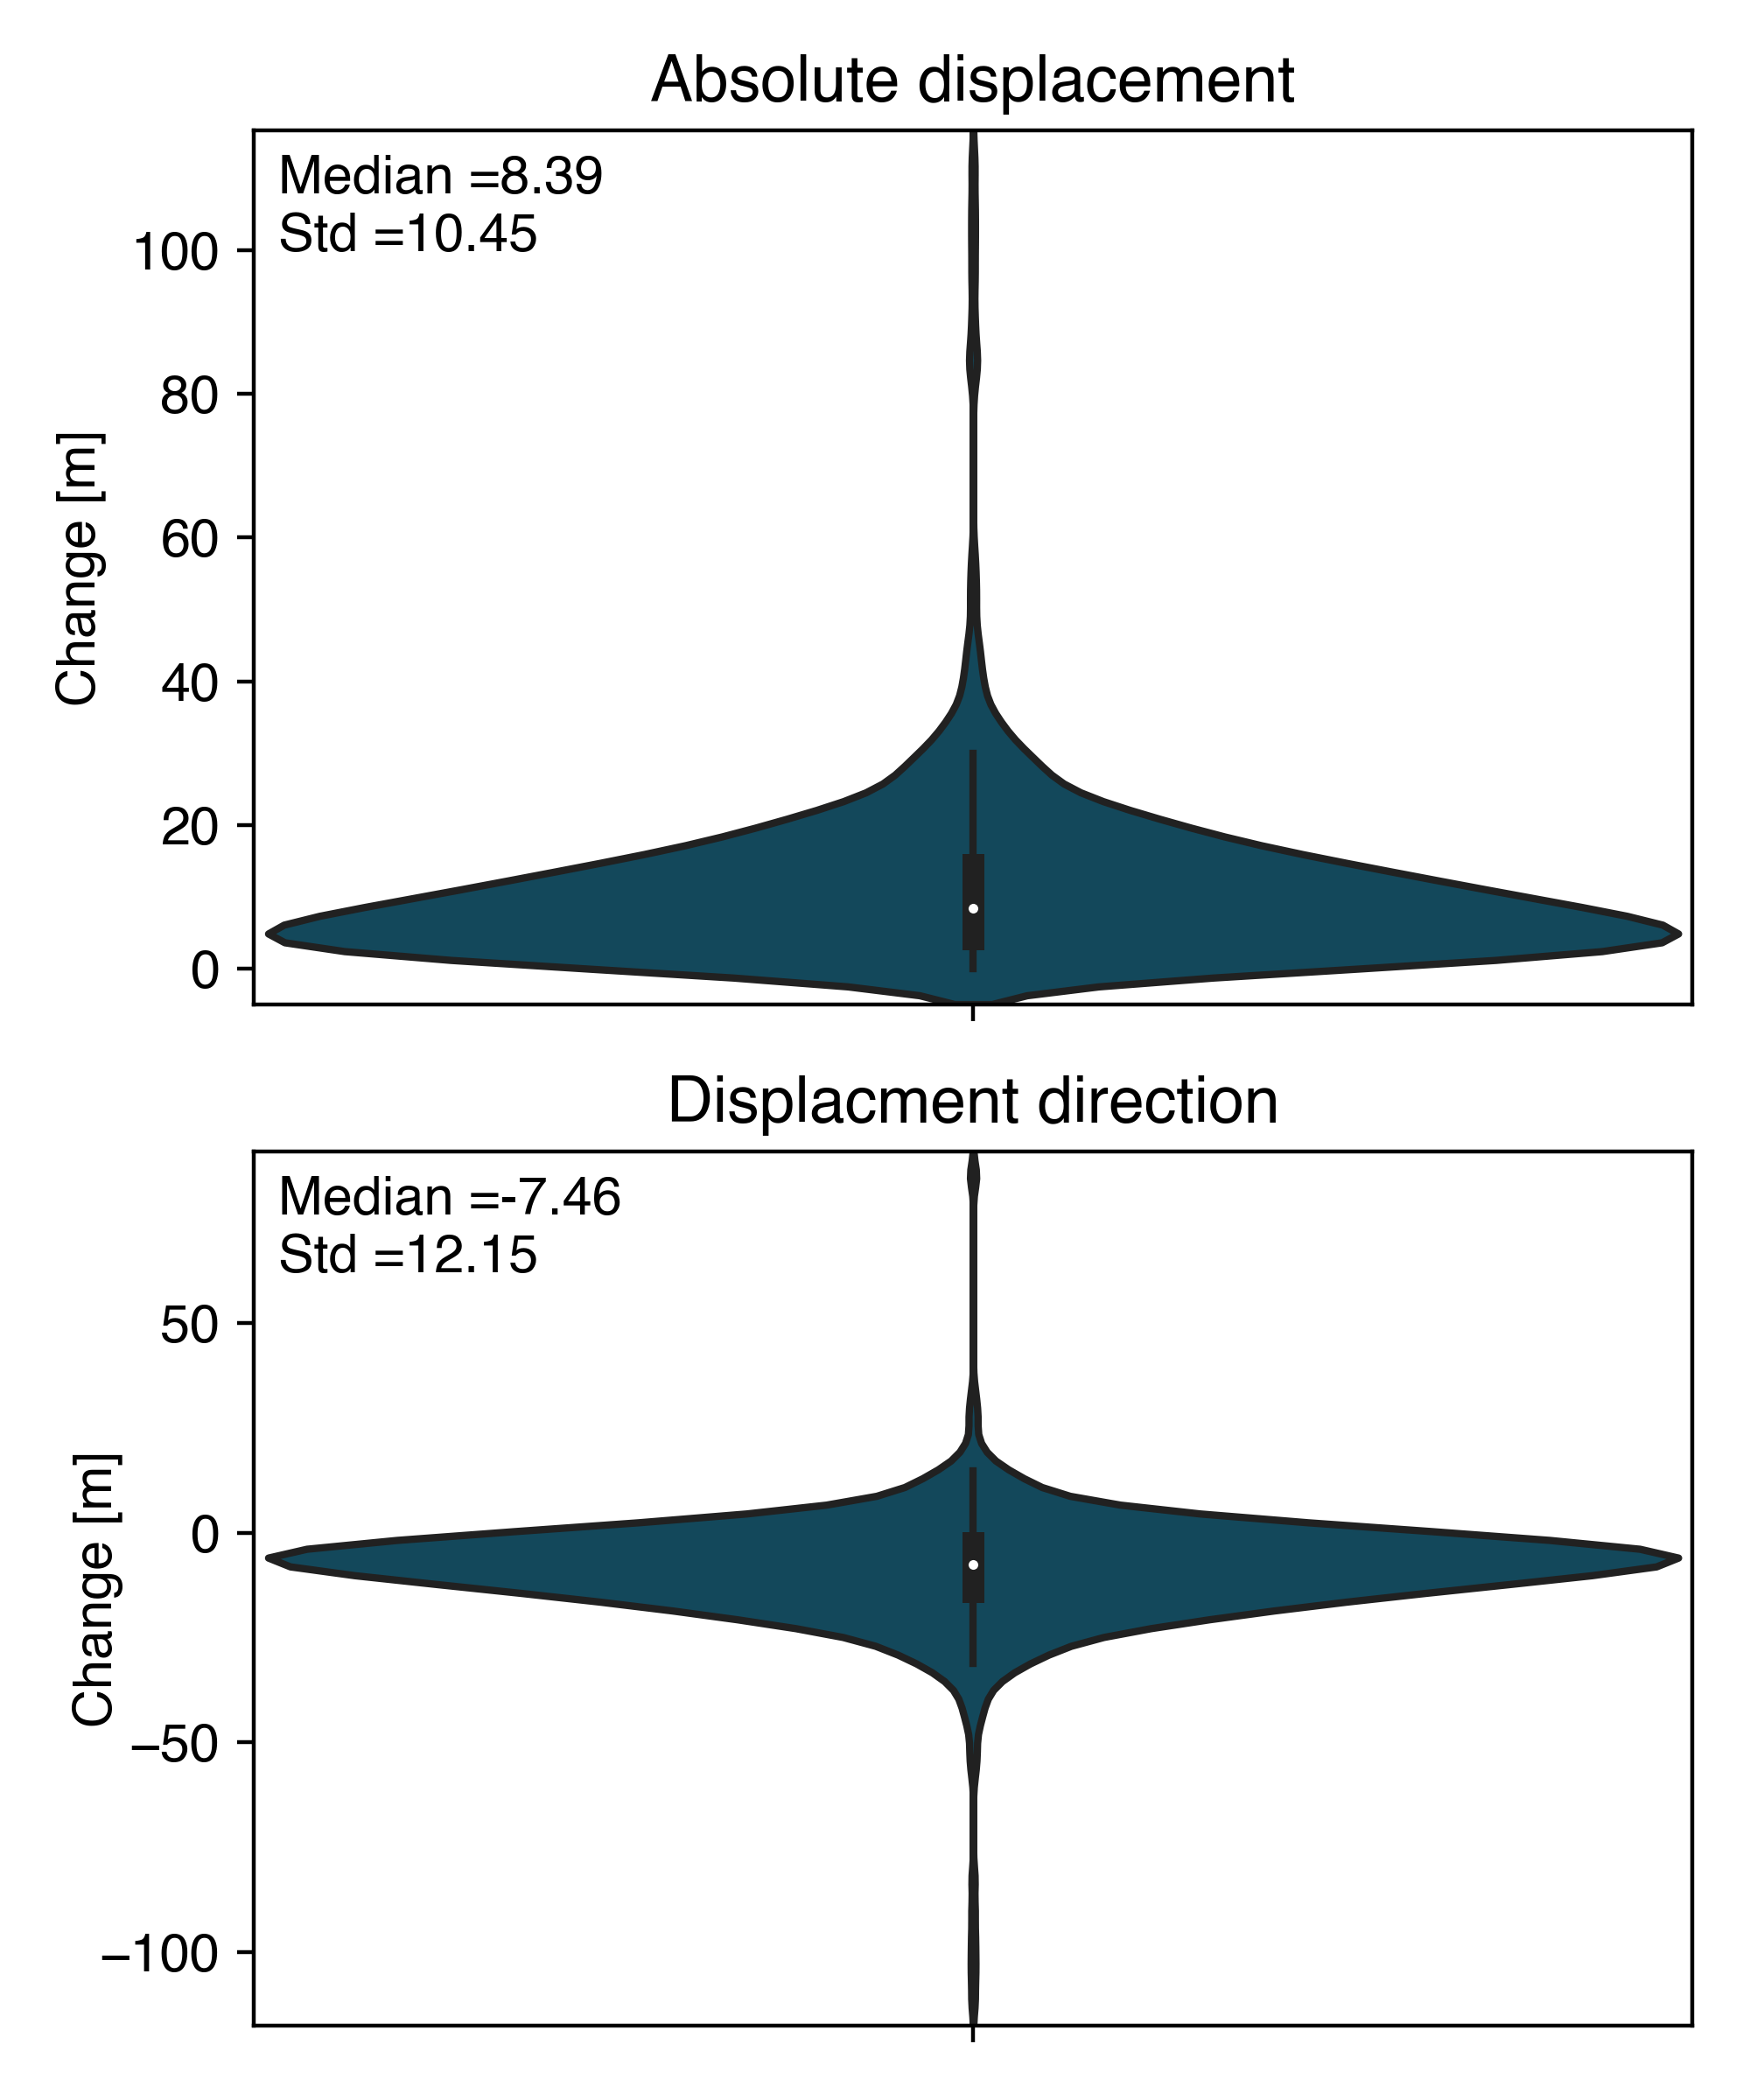 Absolute displacement
Median =8.39
Std =10.45
100
80
60
40
20
0
Change [m]
Displacment direction
Median =-7.46
Std =12.15
50
0
−50
−100
Change [m]